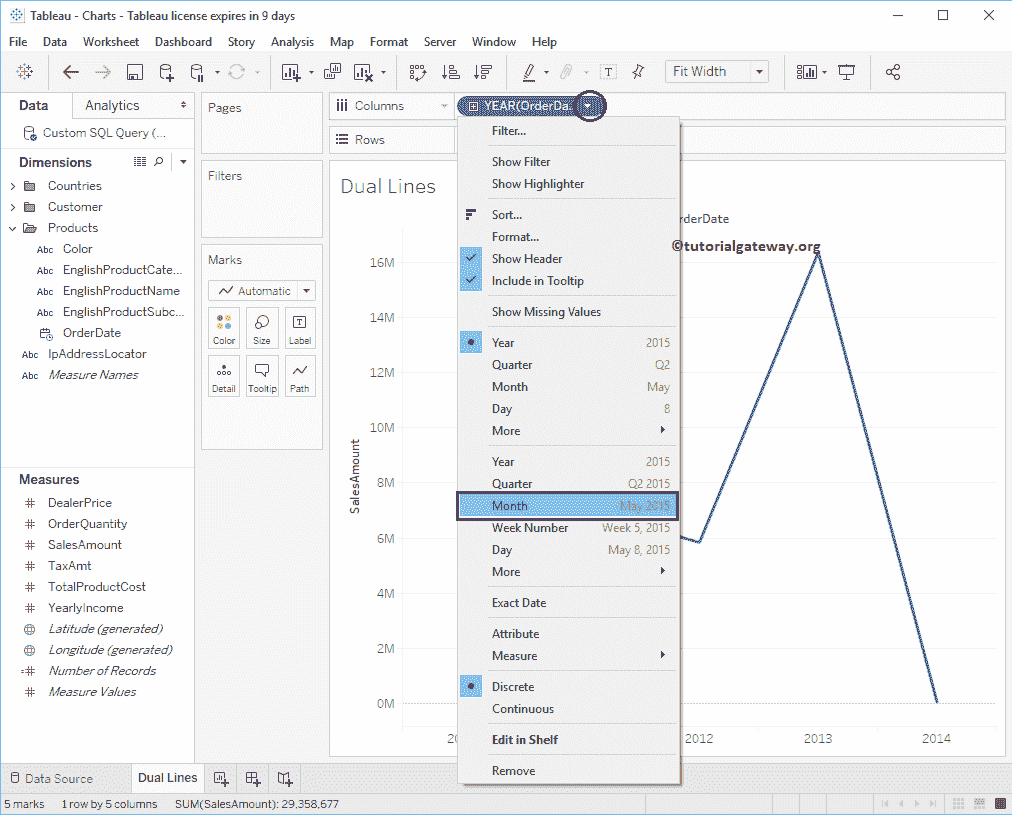 Tableau - Charts - Tableau license expires in 9 days
File Data Worksheet Dashboard Story Analysis Map Format Server Window Help
T Fit Width
Data Analytics
Custom SQL Query (...
Dimensions
Countries
Customer
Products
Abc Color
Abc EnglishProductCate...
Abc EnglishProductName
Abc EnglishProductSubc...
OrderDate
Abc IpAddressLocator
Abc Measure Names
Measures
# DealerPrice
# OrderQuantity
# SalesAmount
# TaxAmt
# TotalProductCost
# YearlyIncome
Latitude (generated)
Longitude (generated)
=# Number of Records
# Measure Values
Pages
Filters
Marks
Automatic
Color Size Label
Detail Tooltip Path
Columns YEAR(OrderDa..
Rows
Dual Lines
rderDate
©tutorialgateway.org
SalesAmount
16M
14M
12M
10M
8M
6M
4M
2M
0M
20
2012 2013 2014
Filter...
Show Filter
Show Highlighter
Sort...
Format...
Show Header
Include in Tooltip
Show Missing Values
Year 2015
Quarter Q2
Month May
Day 8
More
Year 2015
Quarter Q2 2015
Month May 2015
Week Number Week 5, 2015
Day May 8, 2015
More
Exact Date
Attribute
Measure
Discrete
Continuous
Edit in Shelf
Remove
Data Source Dual Lines
5 marks 1 row by 5 columns SUM(SalesAmount): 29,358,677